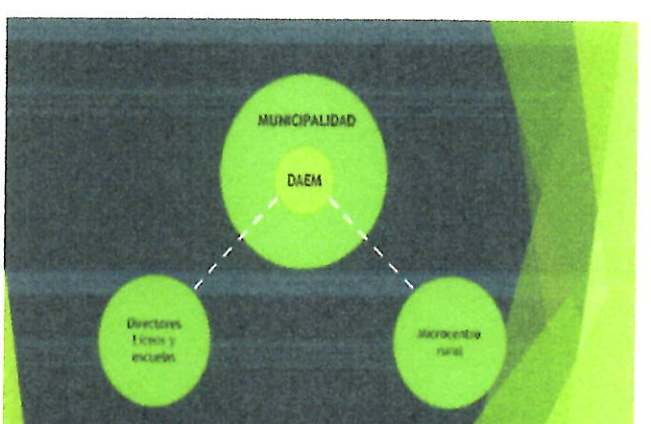 MUNICIPALIDAD
DAEM
Directores
Liceos y
escuelas
Microcentro
rural